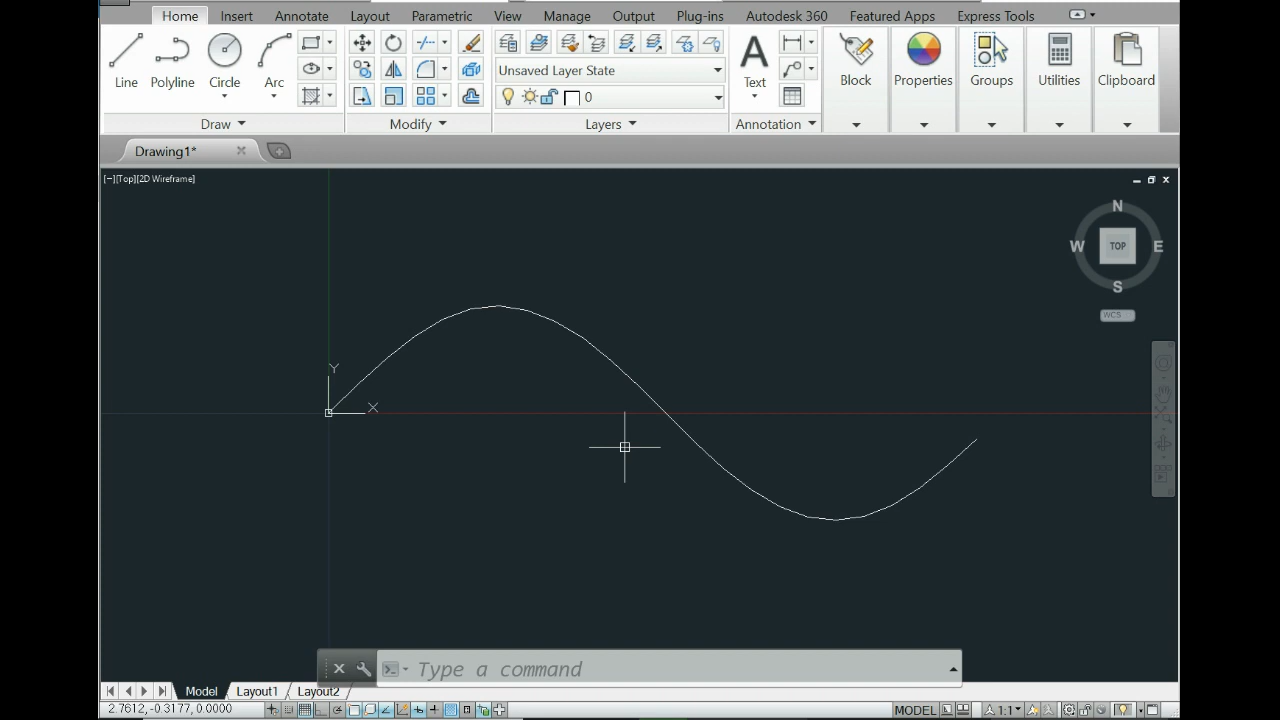 Home Insert Annotate Layout Parametric View Manage Output Plug-ins Autodesk 360 Featured Apps Express Tools
Unsaved Layer State
Line Polyline Circle Arc Text Block Properties Groups Utilities Clipboard
0
Draw Modify Layers Annotation
Drawing1*
[−][Top][2D Wireframe]
N
W TOP E
S
WCS
Y
X
Type a command
Model Layout1 Layout2
2.7612, -0.3177, 0.0000 MODEL 1:1